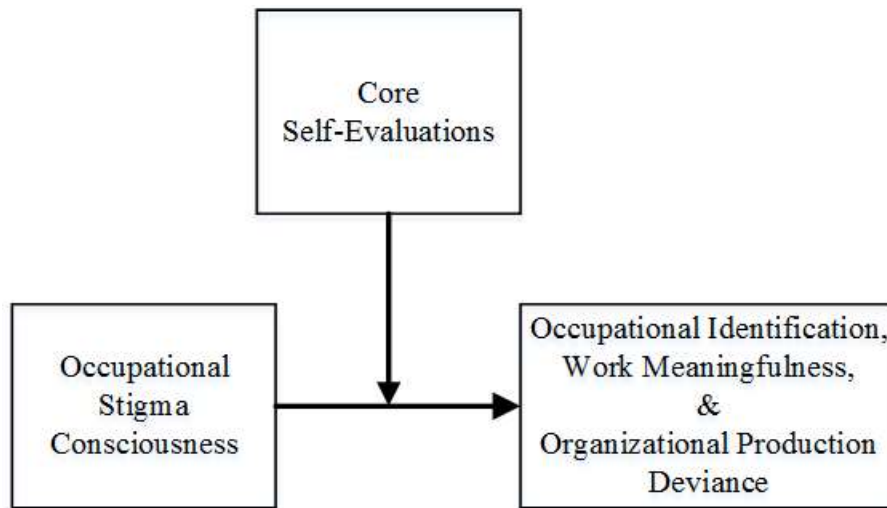 Core
Self-Evaluations
Occupational
Stigma
Consciousness
Occupational Identification,
Work Meaningfulness,
&
Organizational Production
Deviance